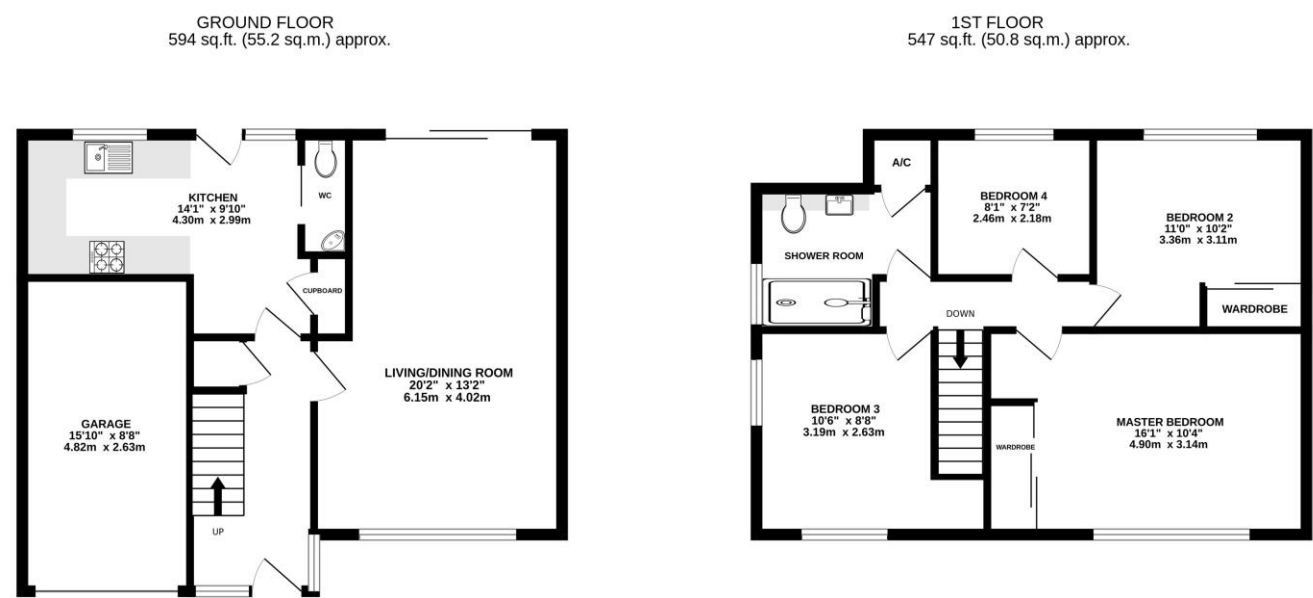 GROUND FLOOR
594 sq.ft. (55.2 sq.m.) approx.
KITCHEN
14'1" x 9'10"
4.30m x 2.99m
WC
CUPBOARD
LIVING/DINING ROOM
20'2" x 13'2"
6.15m x 4.02m
GARAGE
15'10" x 8'8"
4.82m x 2.63m
UP
1ST FLOOR
547 sq.ft. (50.8 sq.m.) approx.
A/C
BEDROOM 4
8'1" x 7'2"
2.46m x 2.18m
BEDROOM 2
11'0" x 10'2"
3.36m x 3.11m
SHOWER ROOM
WARDROBE
DOWN
BEDROOM 3
10'6" x 8'8"
3.19m x 2.63m
WARDROBE
MASTER BEDROOM
16'1" x 10'4"
4.90m x 3.14m